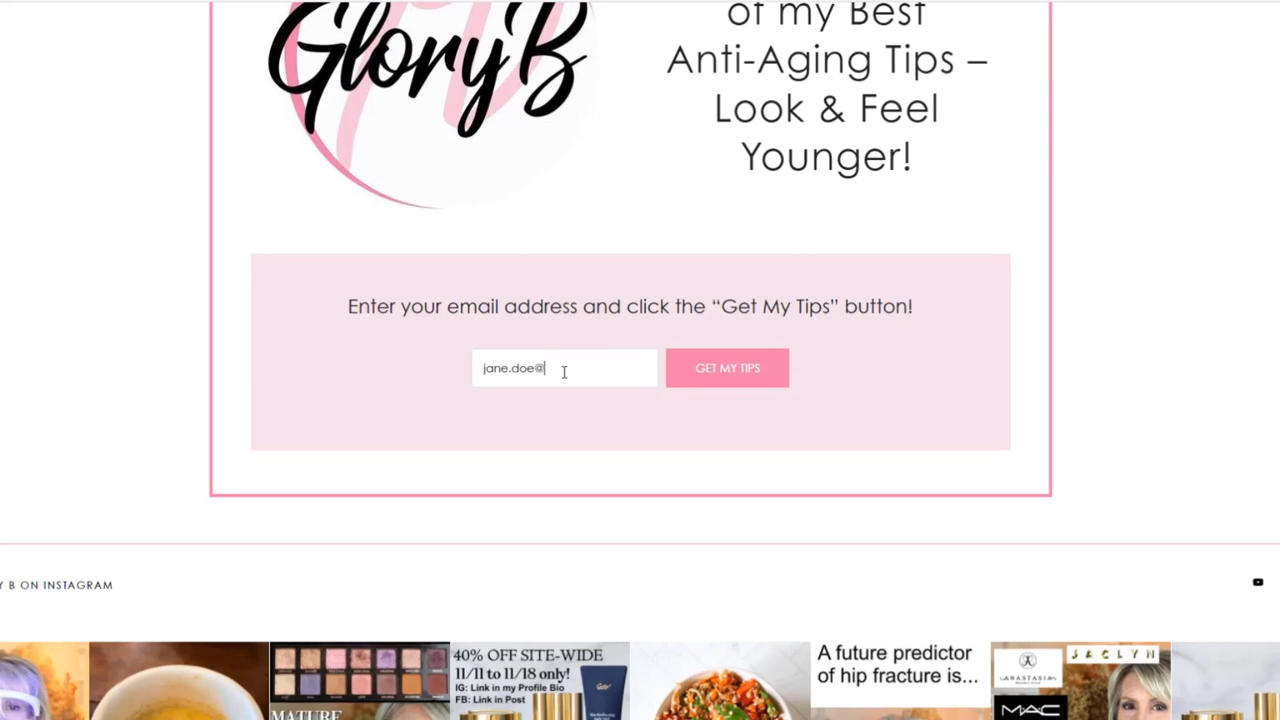 of my Best
GloryB
Anti-Aging Tips –
Look & Feel
Younger!
Enter your email address and click the “Get My Tips” button!
jane.doe@
GET MY TIPS
Y B ON INSTAGRAM
40% OFF SITE-WIDE
11/11 to 11/18 only!
IG: Link in my Profile Bio
FB: Link in Post
A future predictor
of hip fracture is...
JACLYN
ANASTASIA
MAC
MATURE